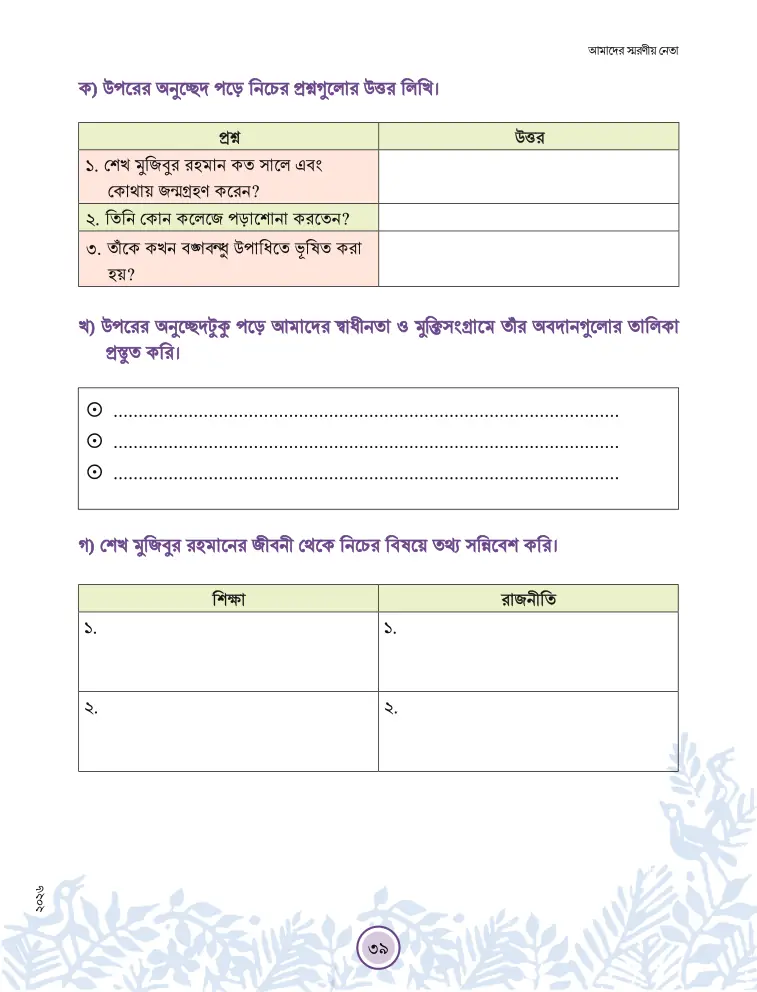 আমাদের স্মরণীয় নেতা
ক) উপরের অনুচ্ছেদ পড়ে নিচের প্রশ্নগুলোর উত্তর লিখি।
প্রশ্ন উত্তর
১. শেখ মুজিবুর রহমান কত সালে এবং
কোথায় জন্মগ্রহণ করেন?
২. তিনি কোন কলেজে পড়াশোনা করতেন?
৩. তাঁকে কখন বঙ্গবন্ধু উপাধিতে ভূষিত করা
হয়?
খ) উপরের অনুচ্ছেদটুকু পড়ে আমাদের স্বাধীনতা ও মুক্তিসংগ্রামে তাঁর অবদানগুলোর তালিকা
প্রস্তুত করি।
⊙ ....................................................................................................
⊙ ....................................................................................................
⊙ ....................................................................................................
গ) শেখ মুজিবুর রহমানের জীবনী থেকে নিচের বিষয়ে তথ্য সন্নিবেশ করি।
শিক্ষা রাজনীতি
১. ১.
২. ২.
২০২৬
৩৯